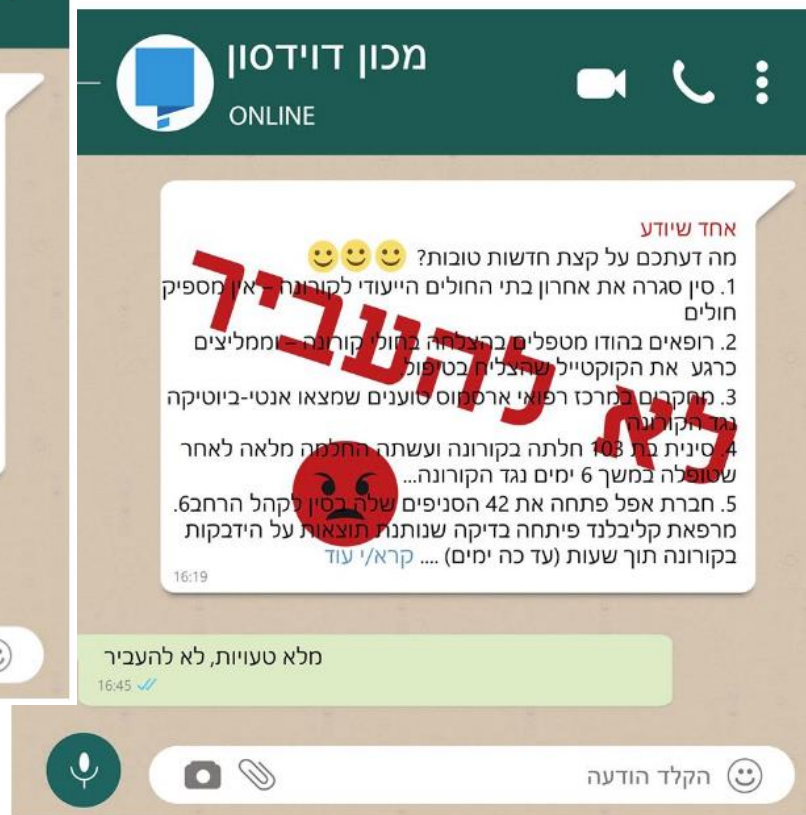 מכון דוידסון
ONLINE
אחד שיודע
מה דעתכם על קצת חדשות טובות?
1. סין סגרה את אחרון בתי החולים הייעודי לקורונה – אין מספיק
חולים
2. רופאים בהודו מטפלים בהצלחה בחולי קורונה – וממליצים
כרגע את הקוקטייל שהצליח בטיפול.
3. מחקרים במרכז רפואי ארסמוס טוענים שמצאו אנטי-ביוטיקה
נגד הקורונה
4. סינית בת 103 חלתה בקורונה ועשתה החלמה מלאה לאחר
שטופלה במשך 6 ימים נגד הקורונה...
5. חברת אפל פתחה את 42 הסניפים שלה בסין לקהל הרחב6.
מרפאת קליבלנד פיתחה בדיקה שנותנת תוצאות על הידבקות
בקורונה תוך שעות (עד כה ימים) .... קרא/י עוד
16:19
לא להעביר
מלא טעויות, לא להעביר
16:45
הקלד הודעה